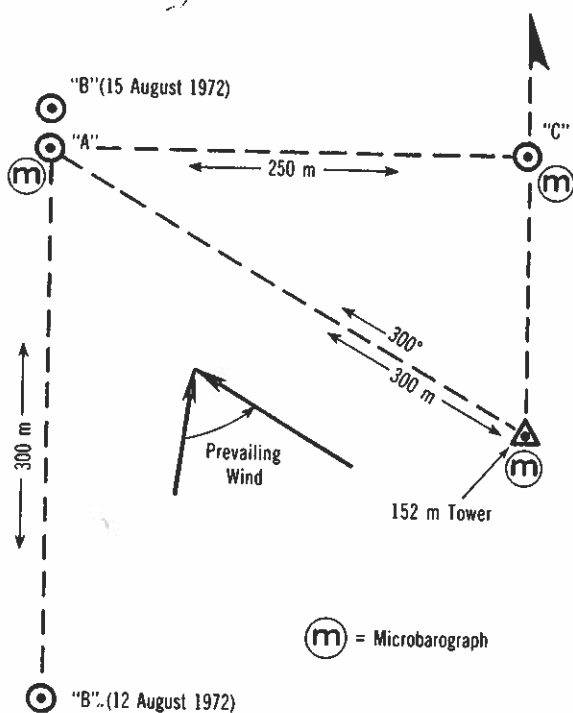 "B" (15 August 1972)
"A"
"C"
m
m
250 m
300°
300 m
300 m
Prevailing
Wind
m
152 m Tower
m = Microbarograph
"B" (12 August 1972)